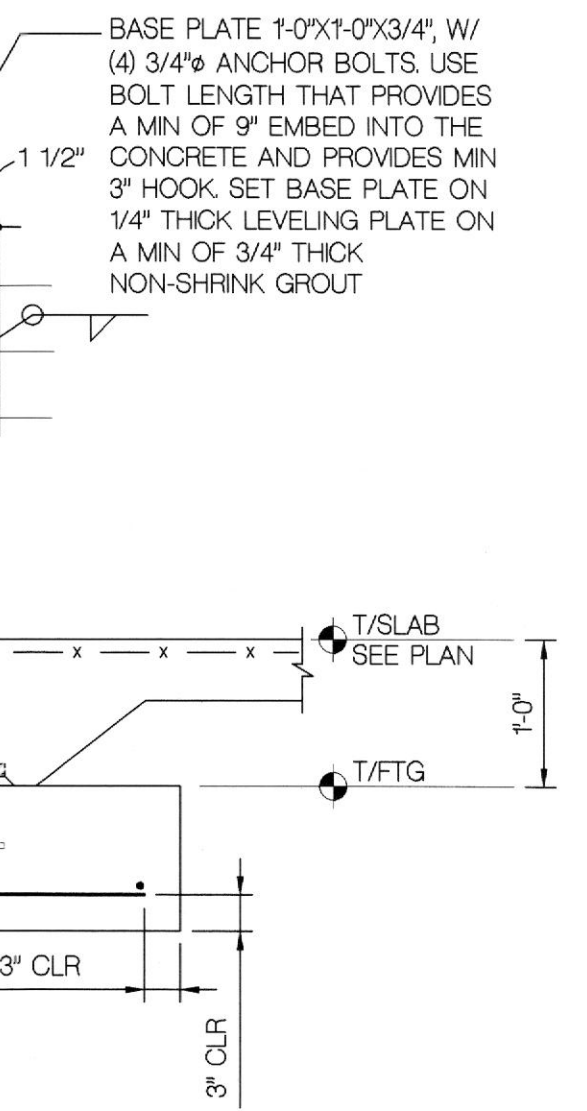 BASE PLATE 1'-0"X1'-0"X3/4", W/
(4) 3/4"ø ANCHOR BOLTS. USE
BOLT LENGTH THAT PROVIDES
A MIN OF 9" EMBED INTO THE
1 1/2"
CONCRETE AND PROVIDES MIN
3" HOOK. SET BASE PLATE ON
1/4" THICK LEVELING PLATE ON
A MIN OF 3/4" THICK
NON-SHRINK GROUT
T/SLAB
x x x
SEE PLAN
1'-0"
T/FTG
3" CLR
3" CLR